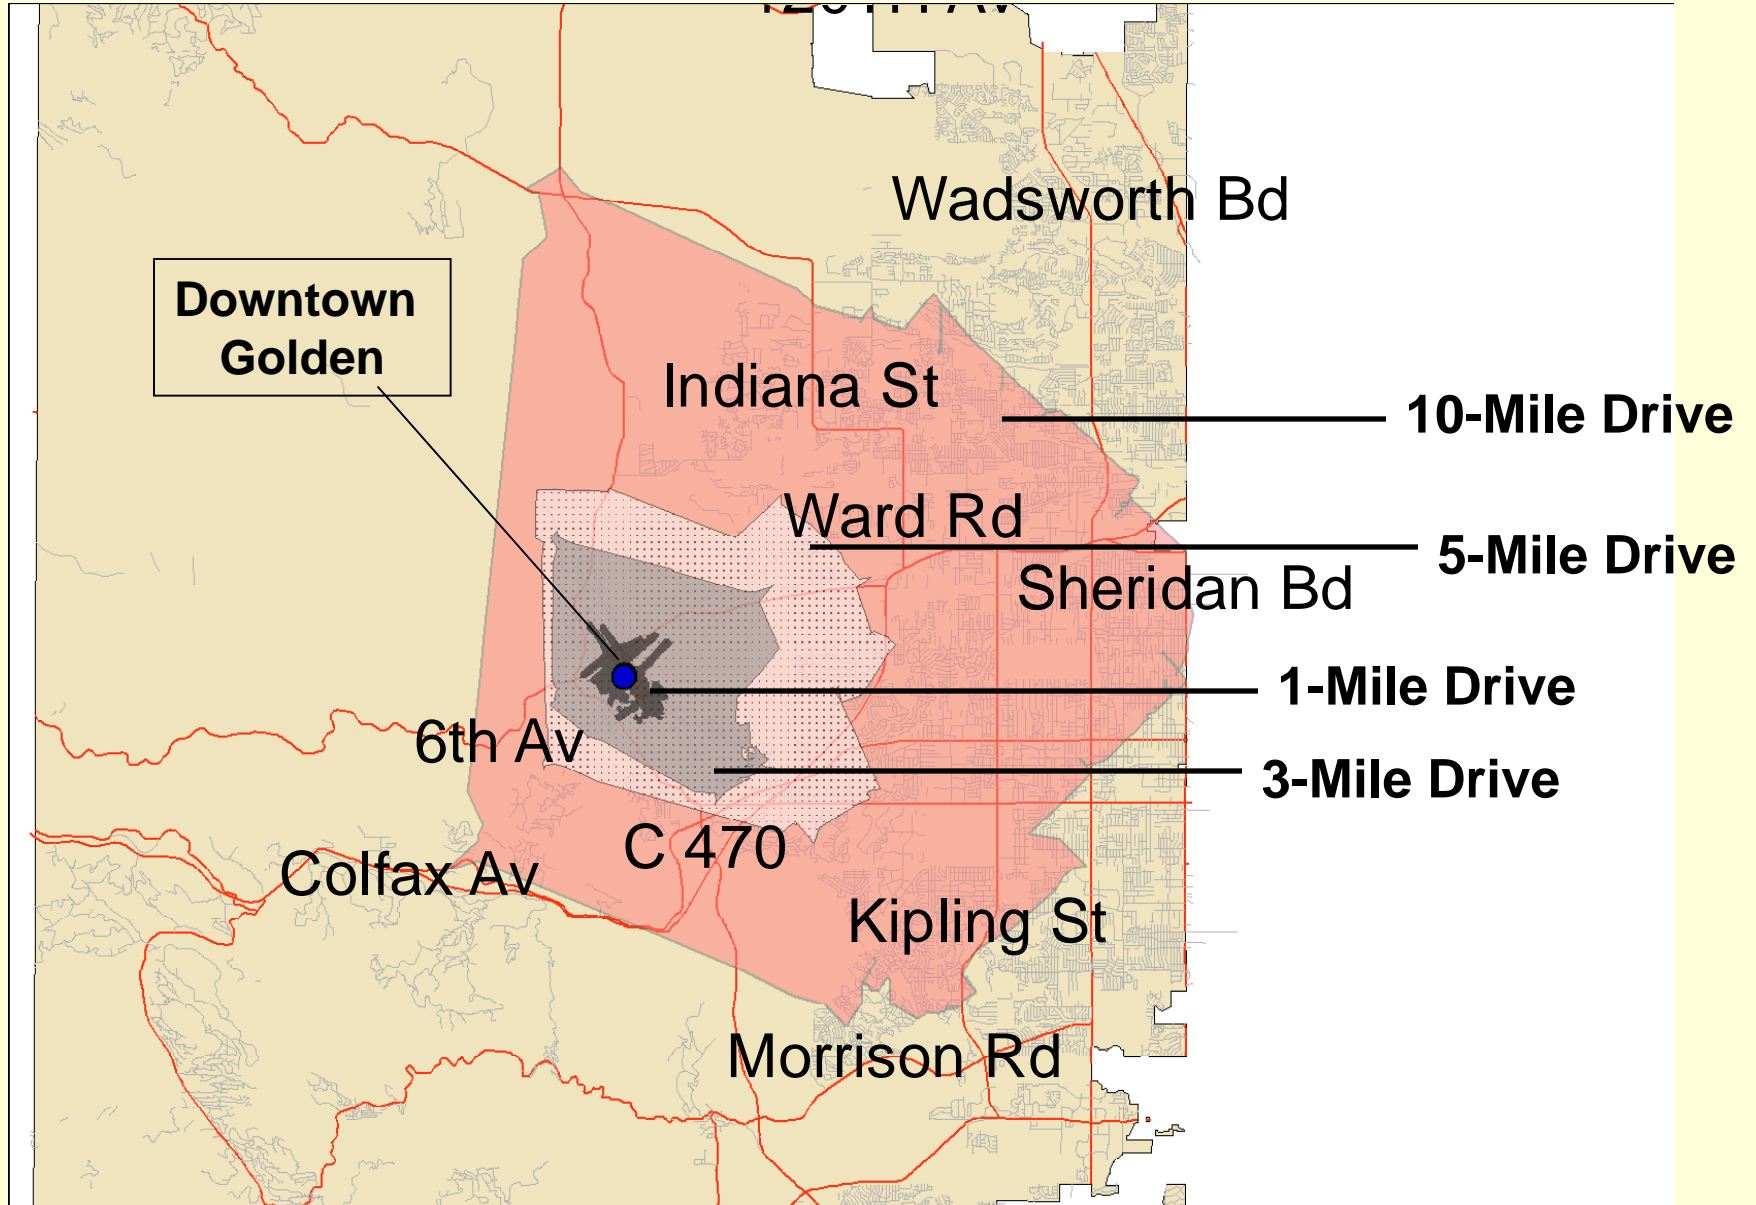 Wadsworth Bd
Downtown
Golden
Indiana St
10-Mile Drive
Ward Rd
5-Mile Drive
Sheridan Bd
1-Mile Drive
6th Av
3-Mile Drive
C 470
Colfax Av
Kipling St
Morrison Rd